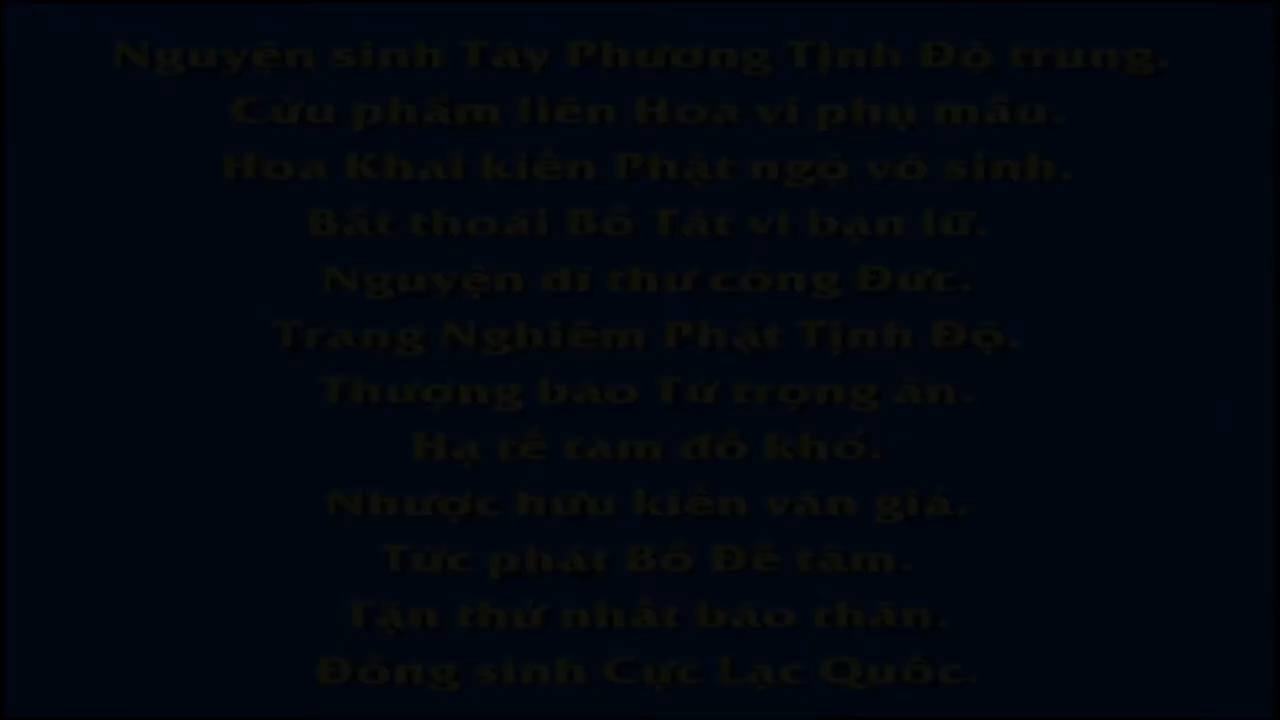 Nguyện sinh Tây Phương Tịnh Độ trung.
Cửu phẩm liên Hoa vi phụ mẫu.
Hoa Khai kiến Phật ngộ vô sinh.
Bất thoái Bồ Tát vi bạn lữ.
Nguyện dĩ thử công Đức.
Trang Nghiêm Phật Tịnh Độ.
Thượng báo Tứ trọng ân.
Hạ tế tam đồ khổ.
Nhược hữu kiến văn giả.
Tức phát Bồ Đề tâm.
Tận thử nhất báo thân.
Đồng sinh Cực Lạc Quốc.